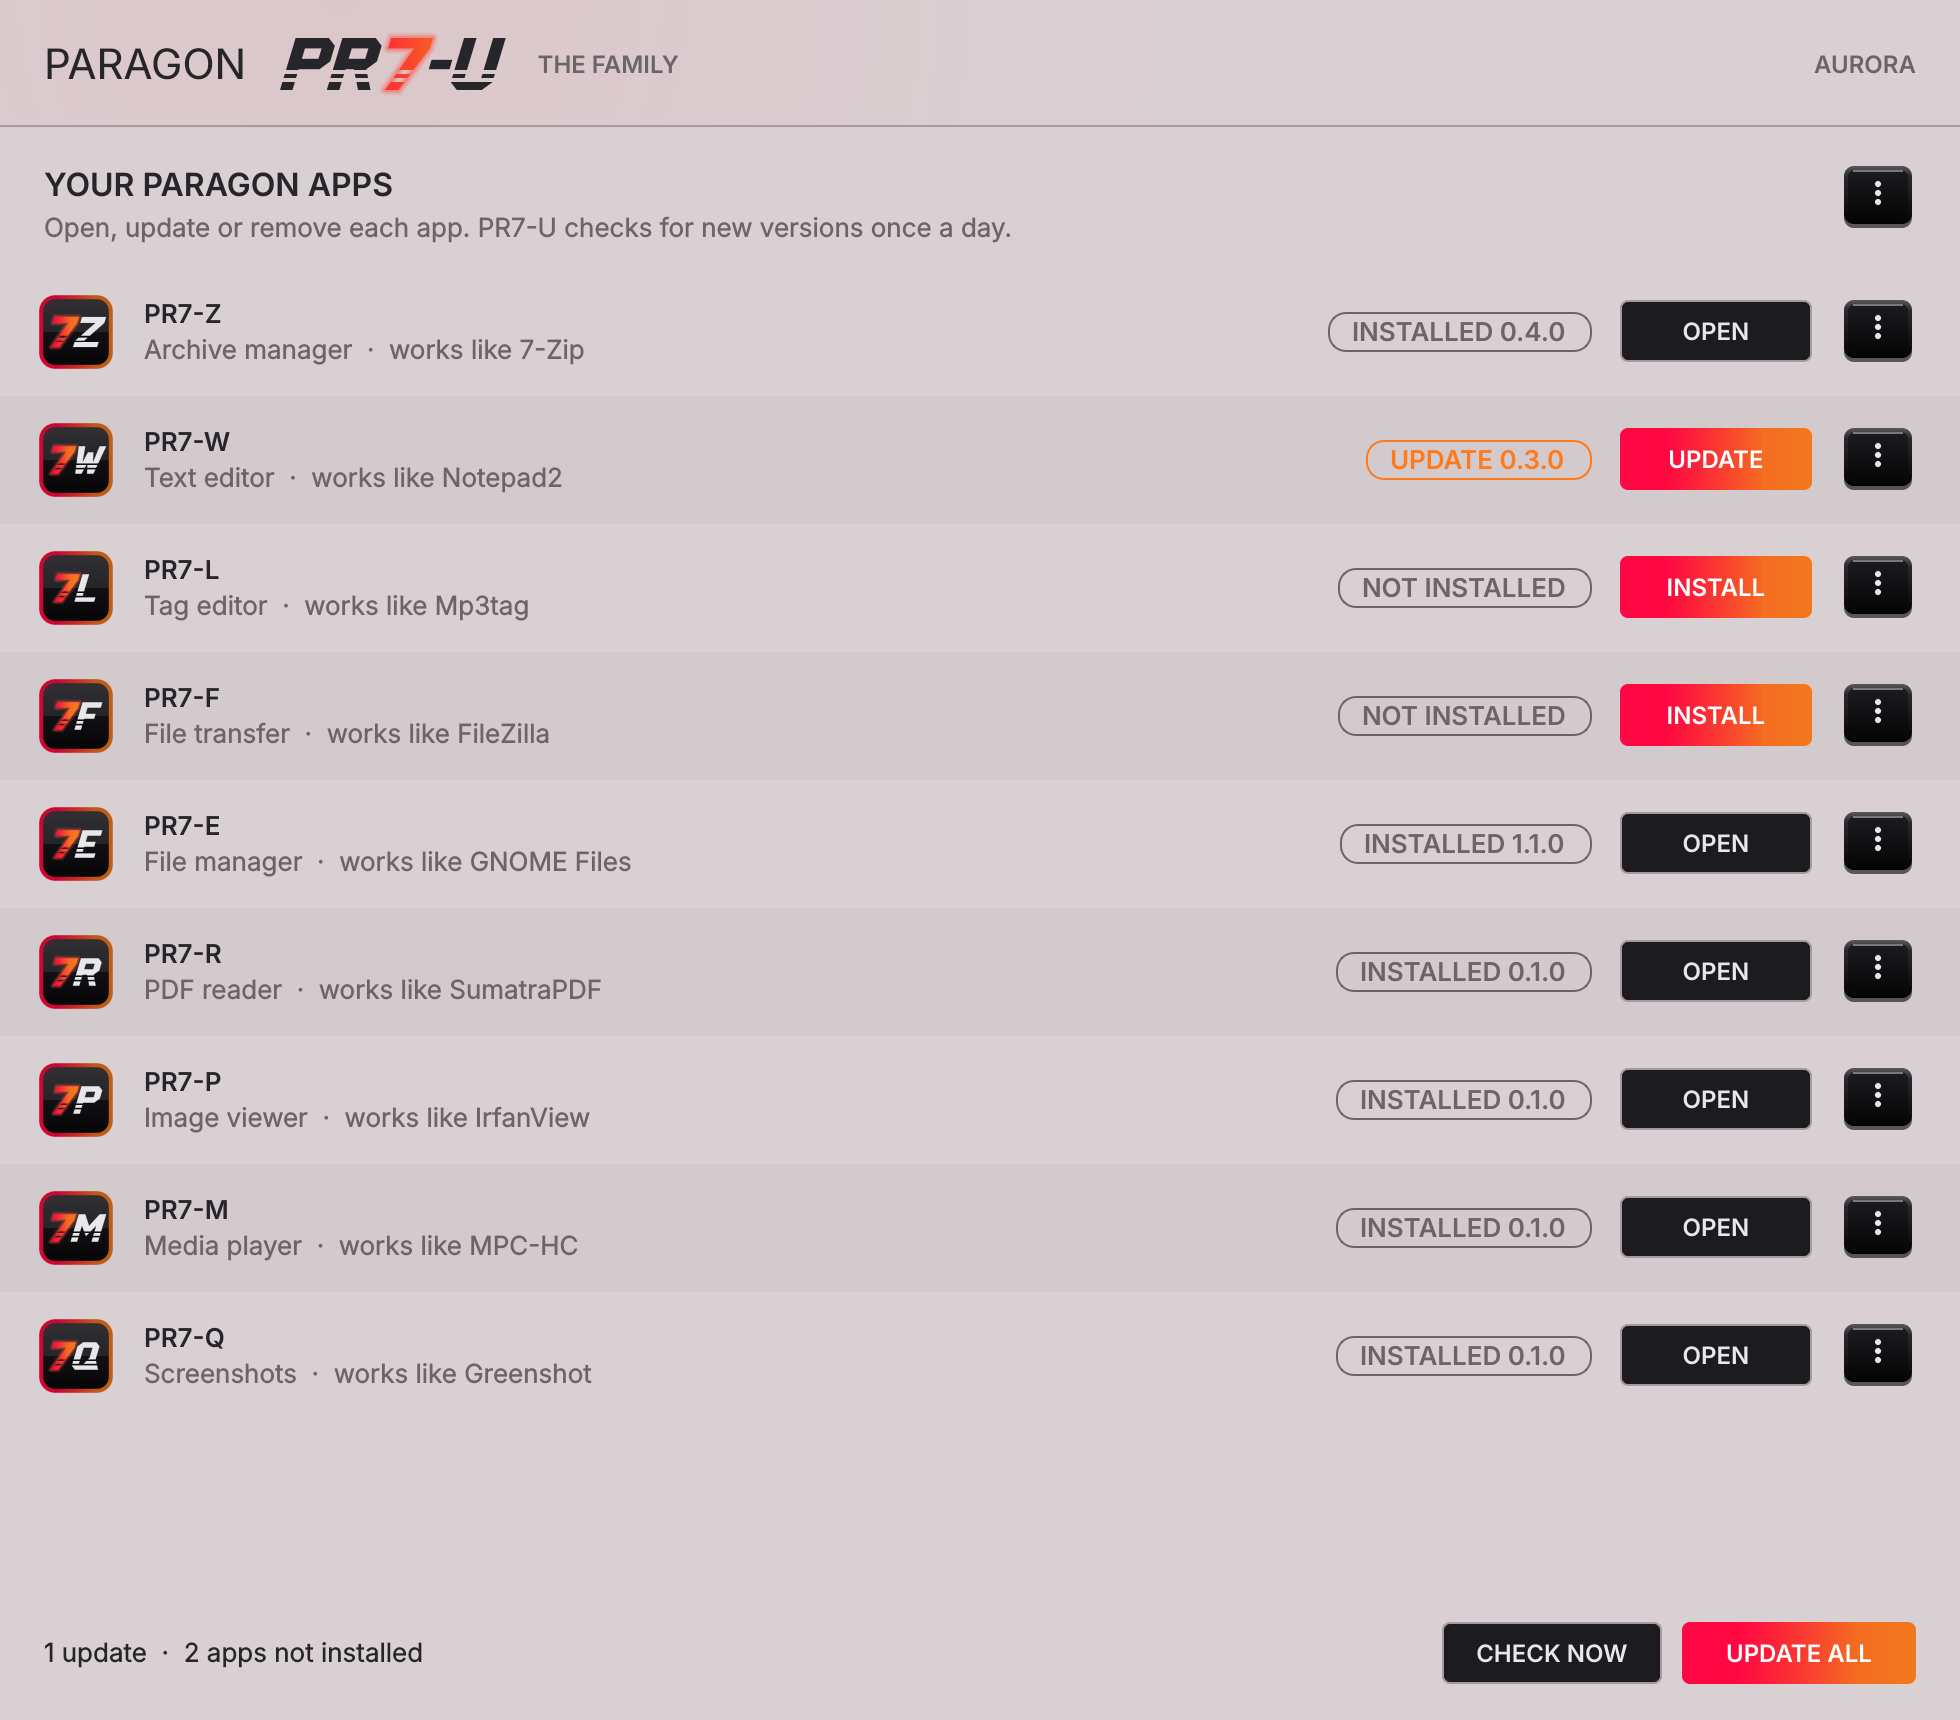 PARAGON PR7-U THE FAMILY AURORA
YOUR PARAGON APPS
Open, update or remove each app. PR7-U checks for new versions once a day.
7Z PR7-Z INSTALLED 0.4.0 OPEN
Archive manager · works like 7-Zip
7W PR7-W UPDATE 0.3.0 UPDATE
Text editor · works like Notepad2
7L PR7-L NOT INSTALLED INSTALL
Tag editor · works like Mp3tag
7F PR7-F NOT INSTALLED INSTALL
File transfer · works like FileZilla
7E PR7-E INSTALLED 1.1.0 OPEN
File manager · works like GNOME Files
7R PR7-R INSTALLED 0.1.0 OPEN
PDF reader · works like SumatraPDF
7P PR7-P INSTALLED 0.1.0 OPEN
Image viewer · works like IrfanView
7M PR7-M INSTALLED 0.1.0 OPEN
Media player · works like MPC-HC
7Q PR7-Q INSTALLED 0.1.0 OPEN
Screenshots · works like Greenshot
1 update · 2 apps not installed CHECK NOW UPDATE ALL